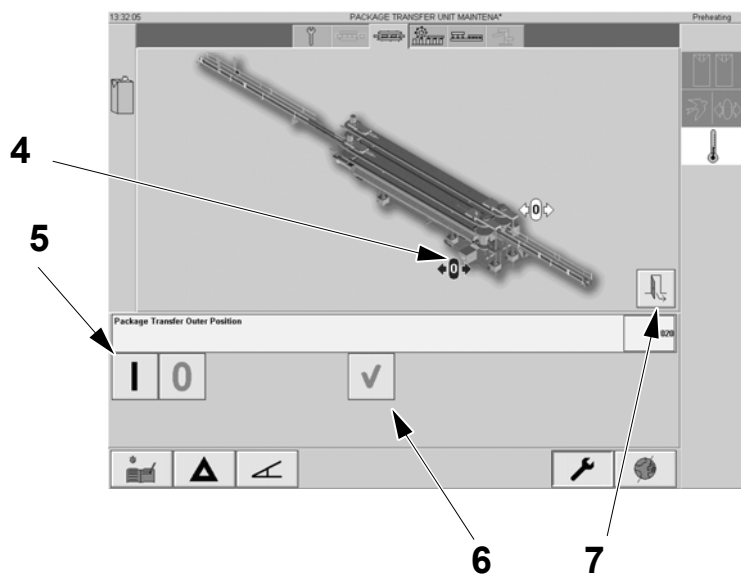 13:32:05 PACKAGE TRANSFER UNIT MAINTENA* Preheating
4
0
5
0
Package Transfer Outer Position
020
I 0
6 7